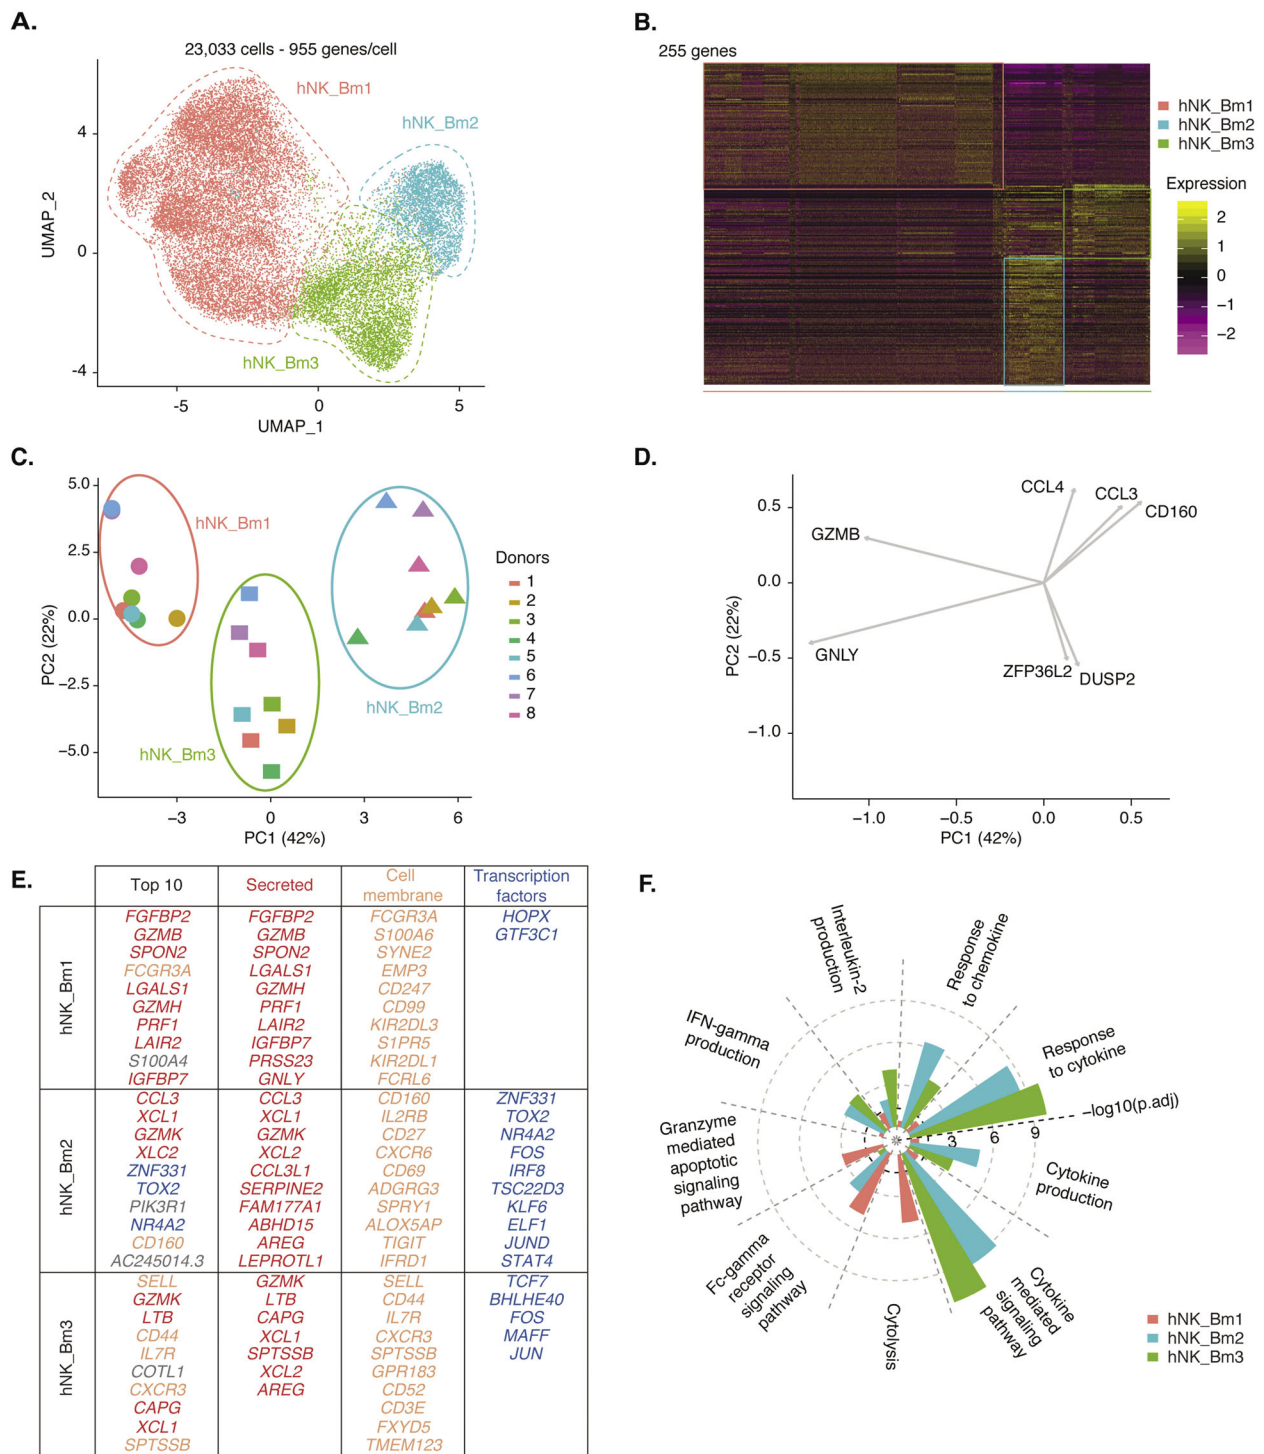 A.
23,033 cells - 955 genes/cell
hNK_Bm1
hNK_Bm2
hNK_Bm3
UMAP_2
4
0
-4
-5
0
5
UMAP_1
B.
255 genes
hNK_Bm1
hNK_Bm2
hNK_Bm3
Expression
2
1
0
−1
−2
C.
PC2 (22%)
5.0
2.5
0.0
−2.5
−5.0
hNK_Bm1
hNK_Bm2
hNK_Bm3
−3
0
3
6
PC1 (42%)
Donors
1
2
3
4
5
6
7
8
D.
PC2 (22%)
0.5
0.0
−0.5
−1.0
CCL4
CCL3
CD160
GZMB
GNLY
ZFP36L2
DUSP2
−1.0
−0.5
0.0
0.5
PC1 (42%)
E.
Top 10
Secreted
Cell
membrane
Transcription
factors
hNK_Bm1
FGFBP2 FGFBP2 FCGR3A HOPX
GZMB GZMB S100A6 GTF3C1
SPON2 SPON2 SYNE2
FCGR3A LGALS1 EMP3
LGALS1 GZMH CD247
GZMH PRF1 CD99
PRF1 LAIR2 KIR2DL3
LAIR2 IGFBP7 S1PR5
S100A4 PRSS23 KIR2DL1
IGFBP7 GNLY FCRL6
hNK_Bm2
CCL3 CCL3 CD160 ZNF331
XCL1 XCL1 IL2RB TOX2
GZMK GZMK CD27 NR4A2
XLC2 XCL2 CXCR6 FOS
ZNF331 CCL3L1 CD69 IRF8
TOX2 SERPINE2 ADGRG3 TSC22D3
PIK3R1 FAM177A1 SPRY1 KLF6
NR4A2 ABHD15 ALOX5AP ELF1
CD160 AREG TIGIT JUND
AC245014.3 LEPROTL1 IFRD1 STAT4
hNK_Bm3
SELL GZMK SELL TCF7
GZMK LTB CD44 BHLHE40
LTB CAPG IL7R FOS
CD44 XCL1 CXCR3 MAFF
IL7R SPTSSB SPTSSB JUN
COTL1 XCL2 GPR183
CXCR3 AREG CD52
CAPG CD3E
XCL1 FXYD5
SPTSSB TMEM123
F.
Interleukin-2
production
Response
to chemokine
IFN-gamma
production
Response
to cytokine
−log10(p.adj)
3
6
9
Granzyme
mediated
apoptotic
signaling
pathway
Cytokine
production
Fc-gamma
receptor
signaling
pathway
Cytolysis
Cytokine
mediated
signaling
pathway
hNK_Bm1
hNK_Bm2
hNK_Bm3